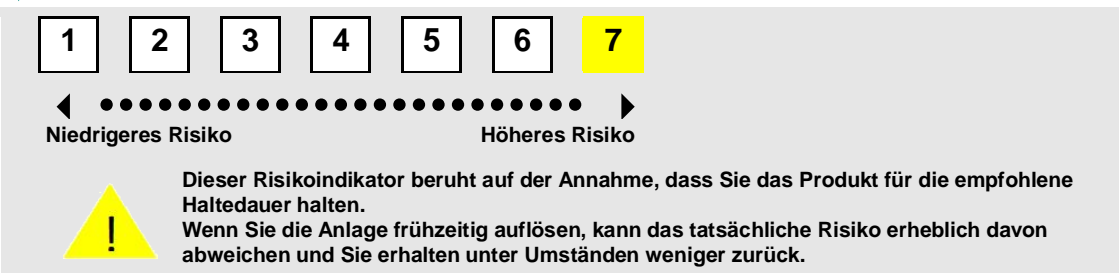 1 2 3 4 5 6 7
Niedrigeres Risiko Höheres Risiko
Dieser Risikoindikator beruht auf der Annahme, dass Sie das Produkt für die empfohlene
Haltedauer halten.
!
Wenn Sie die Anlage frühzeitig auflösen, kann das tatsächliche Risiko erheblich davon
abweichen und Sie erhalten unter Umständen weniger zurück.